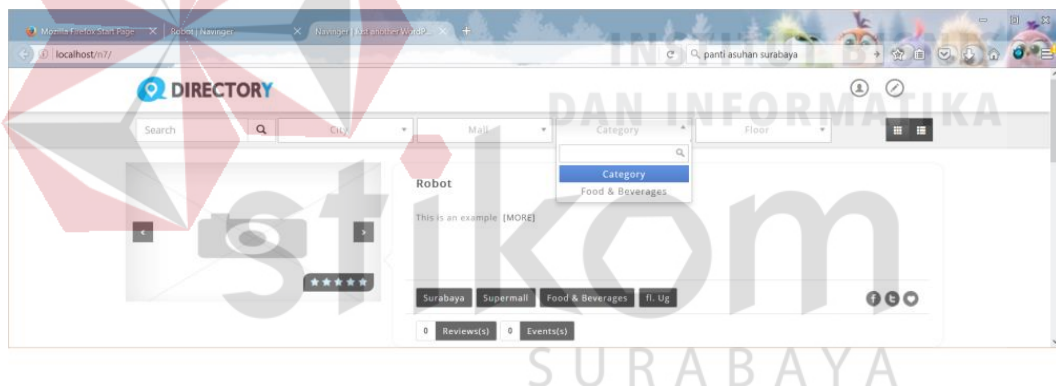 Mozilla Firefox Start Page
Robot | Navinger
Navinger | Just another WordP...
localhost/n7/
panti asuhan surabaya
DIRECTORY
Search
City
Mall
Category
Floor
Category
Food & Beverages
Robot
This is an example [MORE]
Surabaya
Supermall
Food & Beverages
fl. Ug
0 Reviews(s)
0 Events(s)
DAN INFORMATIKA
stikom
SURABAYA